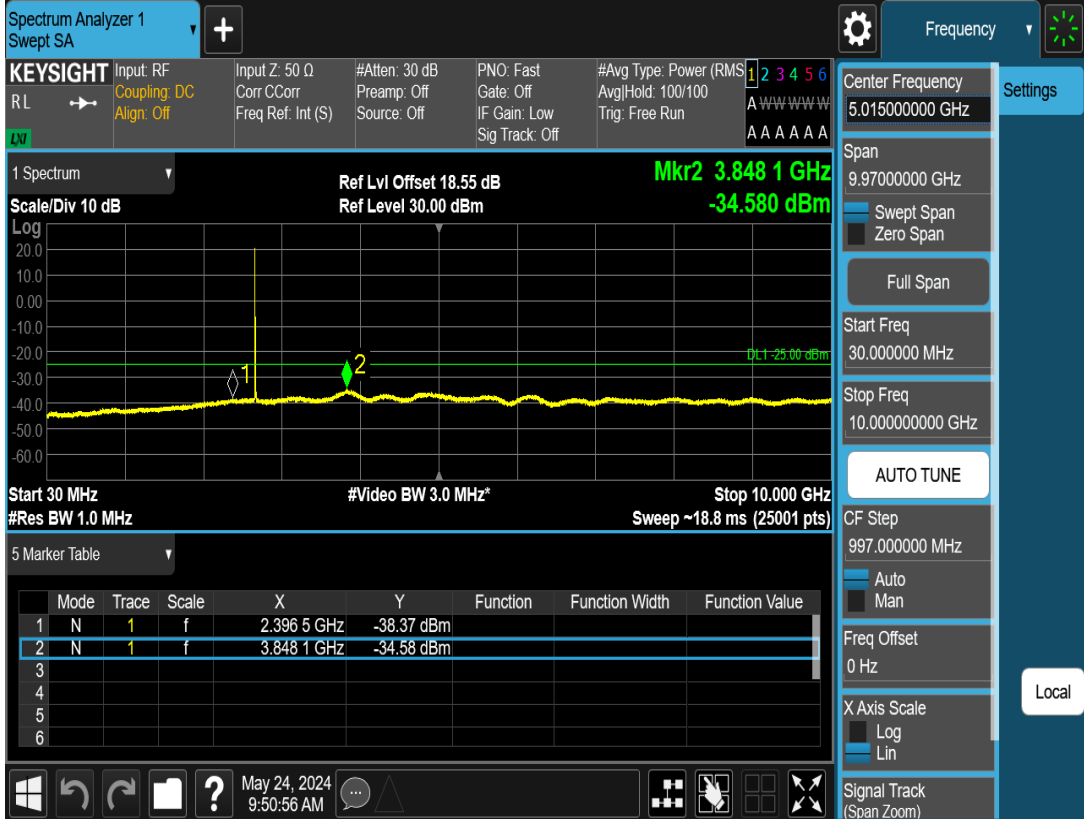 Spectrum Analyzer 1
Swept SA
+
Frequency
KEYSIGHT
RL
LXI
Input: RF
Coupling: DC
Align: Off
Input Z: 50 Ω
Corr CCorr
Freq Ref: Int (S)
#Atten: 30 dB
Preamp: Off
Source: Off
PNO: Fast
Gate: Off
IF Gain: Low
Sig Track: Off
#Avg Type: Power (RMS
Avg|Hold: 100/100
Trig: Free Run
1 2 3 4 5 6
A W W W W W
A A A A A A
1 Spectrum
Scale/Div 10 dB
Log
Ref Lvl Offset 18.55 dB
Ref Level 30.00 dBm
Mkr2 3.848 1 GHz
-34.580 dBm
20.0
10.0
0.00
-10.0
-20.0
-30.0
-40.0
-50.0
-60.0
DL1 -25.00 dBm
1
2
Start 30 MHz
#Video BW 3.0 MHz*
Stop 10.000 GHz
#Res BW 1.0 MHz
Sweep ~18.8 ms (25001 pts)
5 Marker Table
Mode Trace Scale X Y Function Function Width Function Value
1 N 1 f 2.396 5 GHz -38.37 dBm
2 N 1 f 3.848 1 GHz -34.58 dBm
3
4
5
6
?
May 24, 2024
9:50:56 AM
Center Frequency
5.015000000 GHz
Settings
Span
9.97000000 GHz
Swept Span
Zero Span
Full Span
Start Freq
30.000000 MHz
Stop Freq
10.000000000 GHz
AUTO TUNE
CF Step
997.000000 MHz
Auto
Man
Freq Offset
0 Hz
Local
X Axis Scale
Log
Lin
Signal Track
(Span Zoom)